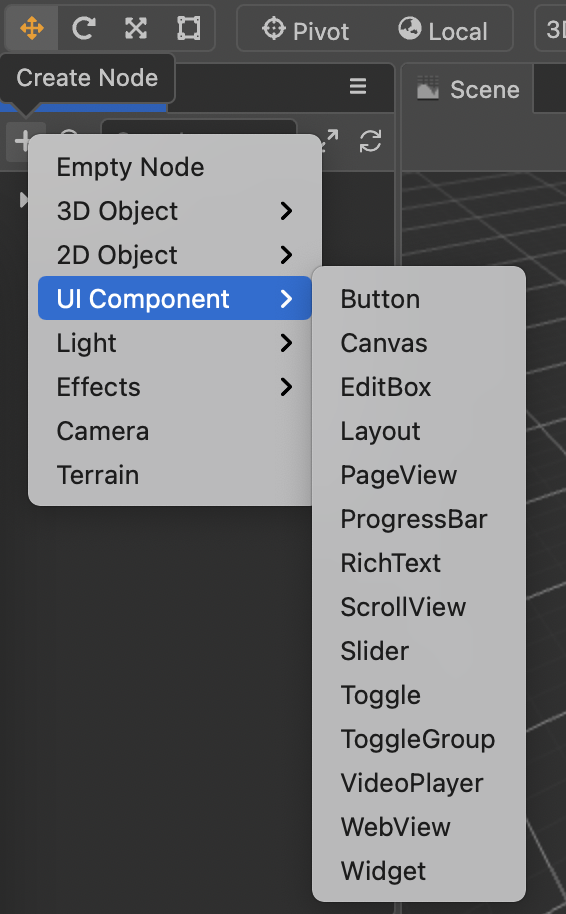 Pivot
Local
3D
Create Node
Scene
Empty Node
3D Object
2D Object
UI Component
Light
Effects
Camera
Terrain
Button
Canvas
EditBox
Layout
PageView
ProgressBar
RichText
ScrollView
Slider
Toggle
ToggleGroup
VideoPlayer
WebView
Widget